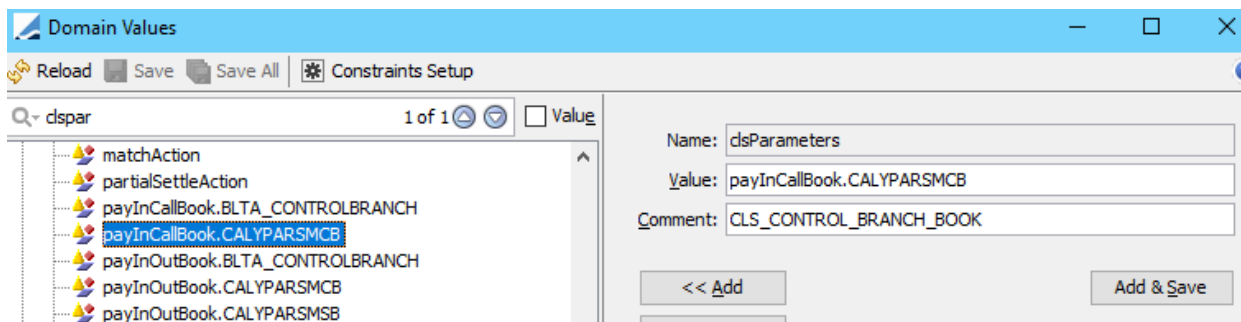 Domain Values
Reload Save Save All Constraints Setup
clspar 1 of 1 Value
matchAction
partialSettleAction
payInCallBook.BLTA_CONTROLBRANCH
payInCallBook.CALYPARSMCB
payInOutBook.BLTA_CONTROLBRANCH
payInOutBook.CALYPARSMCB
payInOutBook.CALYPARSMSB
Name: clsParameters
Value: payInCallBook.CALYPARSMCB
Comment: CLS_CONTROL_BRANCH_BOOK
<< Add Add & Save